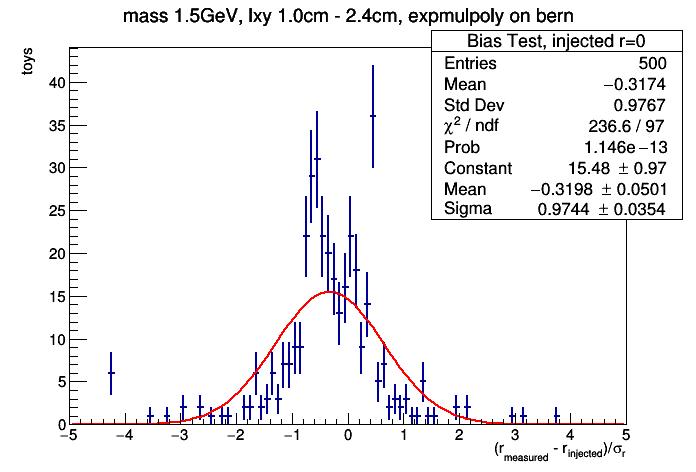 mass 1.5GeV, lxy 1.0cm - 2.4cm, expmulpoly on bern
Bias Test, injected r=0
Entries 500
Mean −0.3174
Std Dev 0.9767
χ² / ndf 236.6 / 97
Prob 1.146e−13
Constant 15.48 ± 0.97
Mean −0.3198 ± 0.0501
Sigma 0.9744 ± 0.0354
toys
40
35
30
25
20
15
10
5
0
−5 −4 −3 −2 −1 0 1 2 3 4 5
(r_measured - r_injected)/σ_r